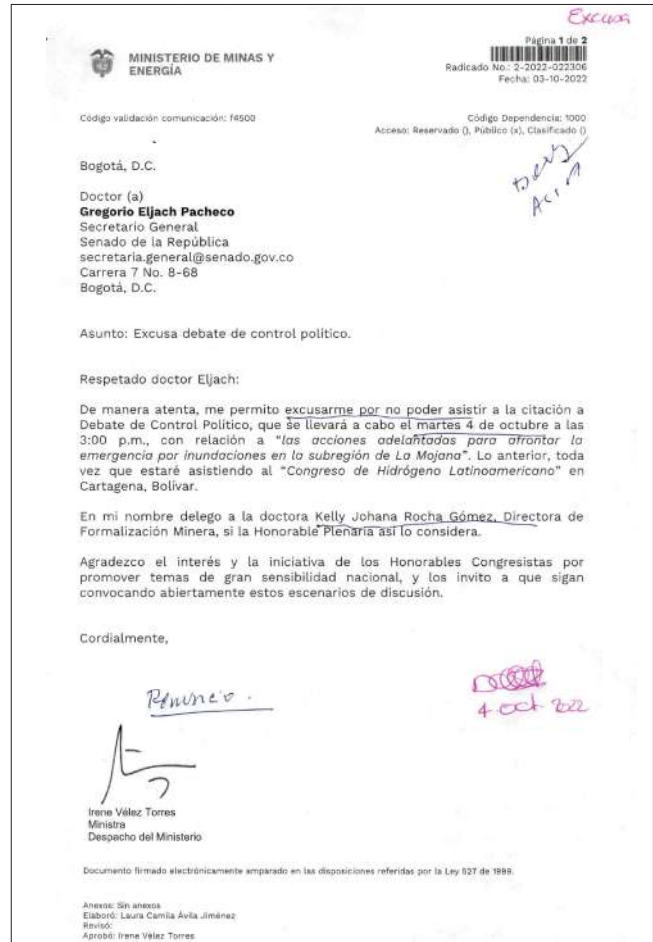 Excusa
Página 1 de 2
MINISTERIO DE MINAS Y
ENERGÍA
Radicado No.: 2-2022-022306
Fecha: 03-10-2022
Código validación comunicación: f4500
Código Dependencia: 1000
Acceso: Reservado (), Público (x), Clasificado ()
Bogotá, D.C.
Doctor (a)
Gregorio Eljach Pacheco
Secretario General
Senado de la República
secretaria.general@senado.gov.co
Carrera 7 No. 8-68
Bogotá, D.C.
Asunto: Excusa debate de control político.
Respetado doctor Eljach:
De manera atenta, me permito excusarme por no poder asistir a la citación a
Debate de Control Político, que se llevará a cabo el martes 4 de octubre a las
3:00 p.m., con relación a "las acciones adelantadas para afrontar la
emergencia por inundaciones en la subregión de La Mojana". Lo anterior, toda
vez que estaré asistiendo al "Congreso de Hidrógeno Latinoamericano" en
Cartagena, Bolívar.
En mi nombre delego a la doctora Kelly Johana Rocha Gómez, Directora de
Formalización Minera, si la Honorable Plenaria así lo considera.
Agradezco el interés y la iniciativa de los Honorables Congresistas por
promover temas de gran sensibilidad nacional, y los invito a que sigan
convocando abiertamente estos escenarios de discusión.
Cordialmente,
4 oct 2022
Irene Vélez Torres
Ministra
Despacho del Ministerio
Documento firmado electrónicamente amparado en las disposiciones referidas por la Ley 527 de 1999.
Anexos: Sin anexos
Elaboró: Laura Camila Ávila Jiménez
Revisó:
Aprobó: Irene Vélez Torres